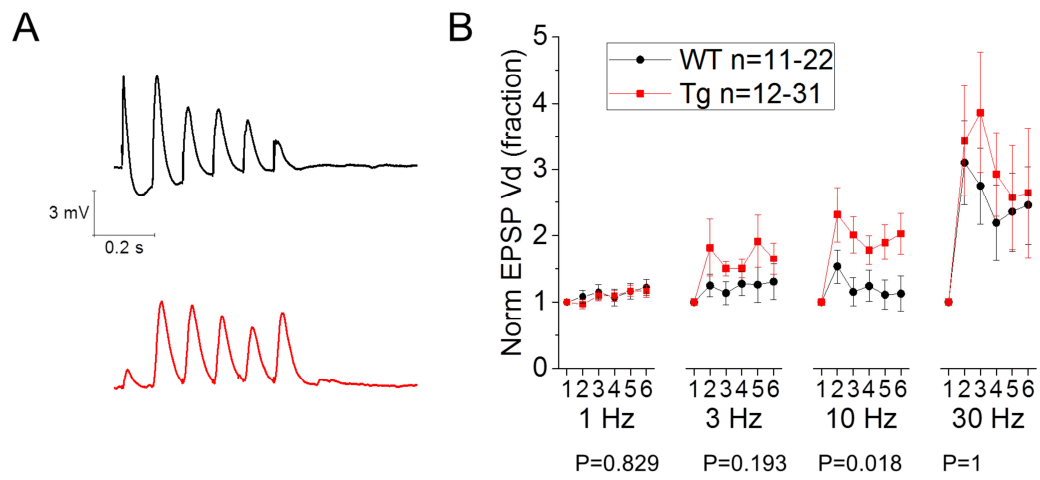 A
3 mV
0.2 s
B
Norm EPSP Vd (fraction)
5
4
3
2
1
0
WT n=11-22
Tg n=12-31
1 2 3 4 5 6
1 2 3 4 5 6
1 2 3 4 5 6
1 2 3 4 5 6
1 Hz
3 Hz
10 Hz
30 Hz
P=0.829
P=0.193
P=0.018
P=1